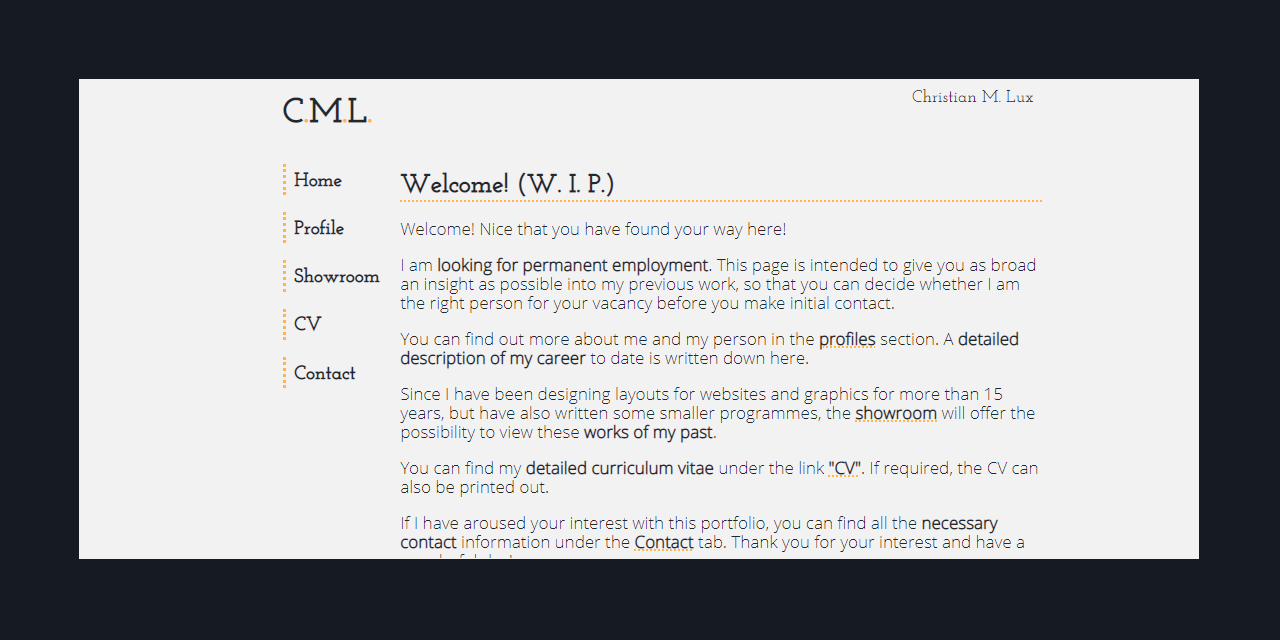 C.M.L.
Christian M. Lux
Home
Profile
Showroom
CV
Contact
Welcome! (W. I. P.)
Welcome! Nice that you have found your way here!
I am looking for permanent employment. This page is intended to give you as broad
an insight as possible into my previous work, so that you can decide whether I am
the right person for your vacancy before you make initial contact.
You can find out more about me and my person in the profiles section. A detailed
description of my career to date is written down here.
Since I have been designing layouts for websites and graphics for more than 15
years, but have also written some smaller programmes, the showroom will offer the
possibility to view these works of my past.
You can find my detailed curriculum vitae under the link "CV". If required, the CV can
also be printed out.
If I have aroused your interest with this portfolio, you can find all the necessary
contact information under the Contact tab. Thank you for your interest and have a